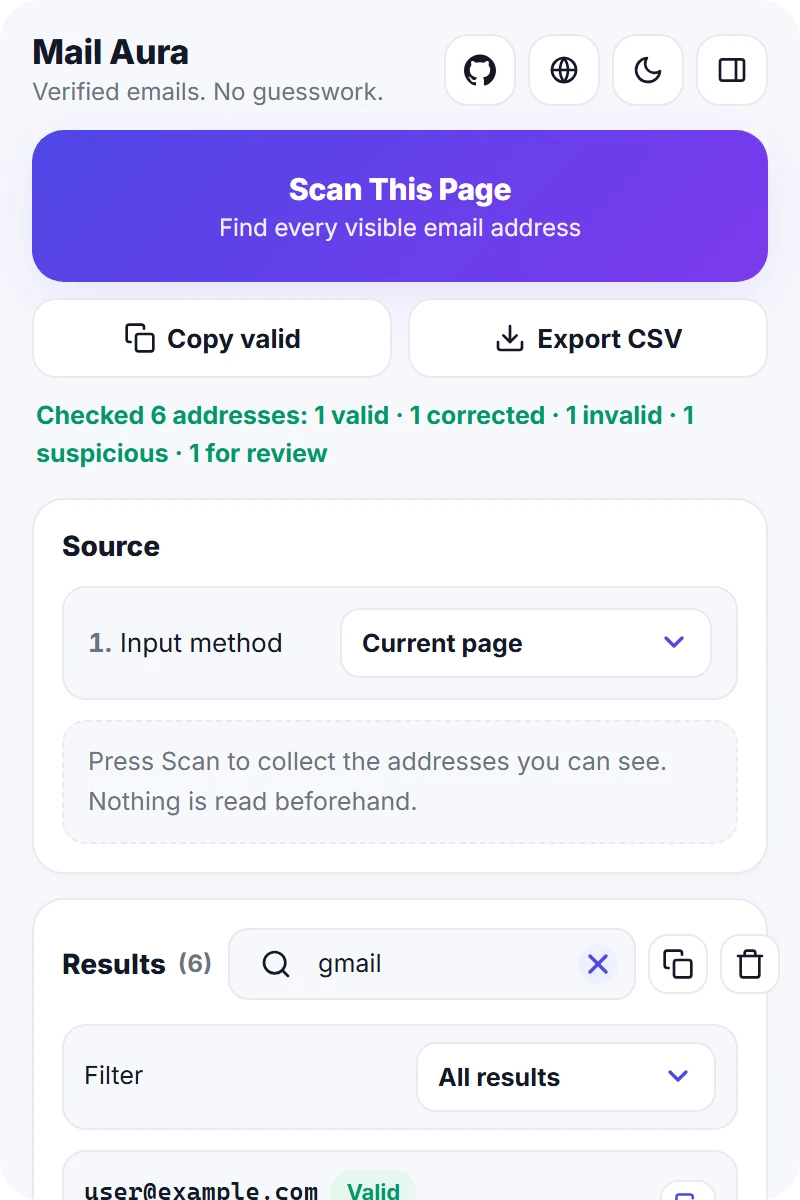 Mail Aura
Verified emails. No guesswork.
Scan This Page
Find every visible email address
Copy valid
Export CSV
Checked 6 addresses: 1 valid · 1 corrected · 1 invalid · 1
suspicious · 1 for review
Source
1. Input method
Current page
Press Scan to collect the addresses you can see.
Nothing is read beforehand.
Results (6)
gmail
Filter
All results
user@example.com
Valid